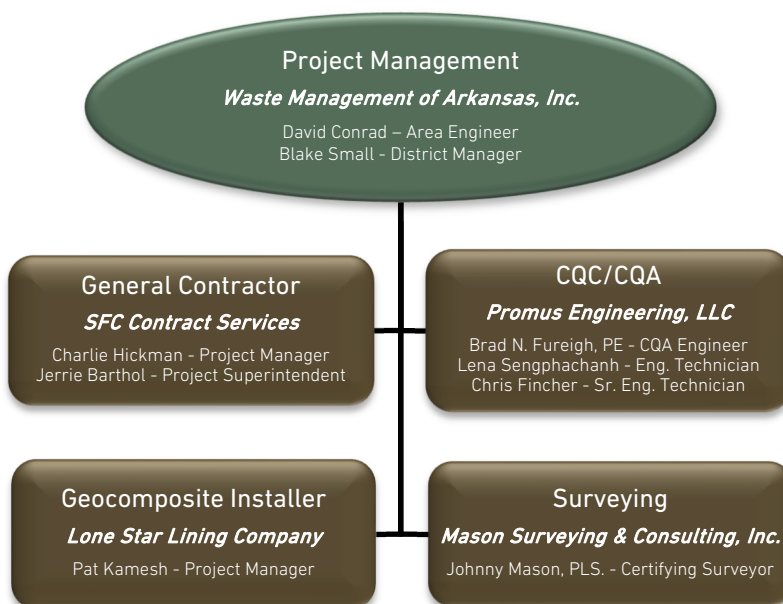 Project Management
Waste Management of Arkansas, Inc.
David Conrad – Area Engineer
Blake Small - District Manager
General Contractor
SFC Contract Services
Charlie Hickman - Project Manager
Jerrie Barthol - Project Superintendent
CQC/CQA
Promus Engineering, LLC
Brad N. Fureigh, PE - CQA Engineer
Lena Sengphachanh - Eng. Technician
Chris Fincher - Sr. Eng. Technician
Geocomposite Installer
Lone Star Lining Company
Pat Kamesh - Project Manager
Surveying
Mason Surveying & Consulting, Inc.
Johnny Mason, PLS. - Certifying Surveyor